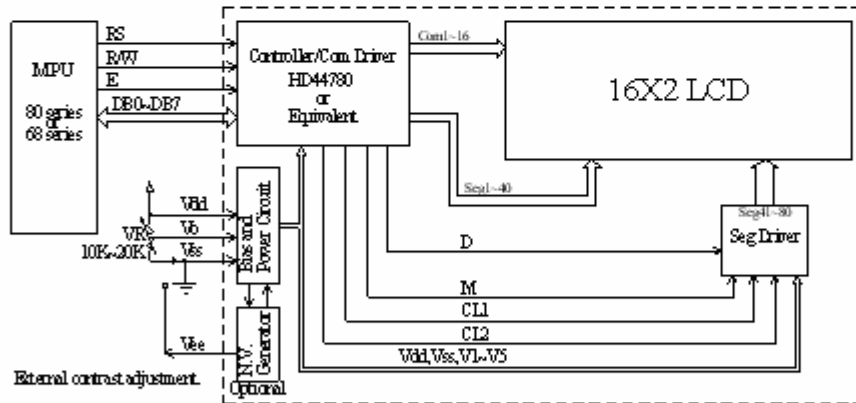 RS
R/W
E
DB0~DB7
MPU
80 series
or
68 series
Controller/Com Driver
HD44780
or
Equivalent
Com1~16
16X2 LCD
Seg1~40
Seg41~80
Seg Driver
Vdd
Vo
Vss
VR
10K~20K
Bias and
Power Circuit
D
M
CL1
CL2
Vdd,Vss,V1~V5
Vee
N.V.
Generator
Optional
External contrast adjustment.